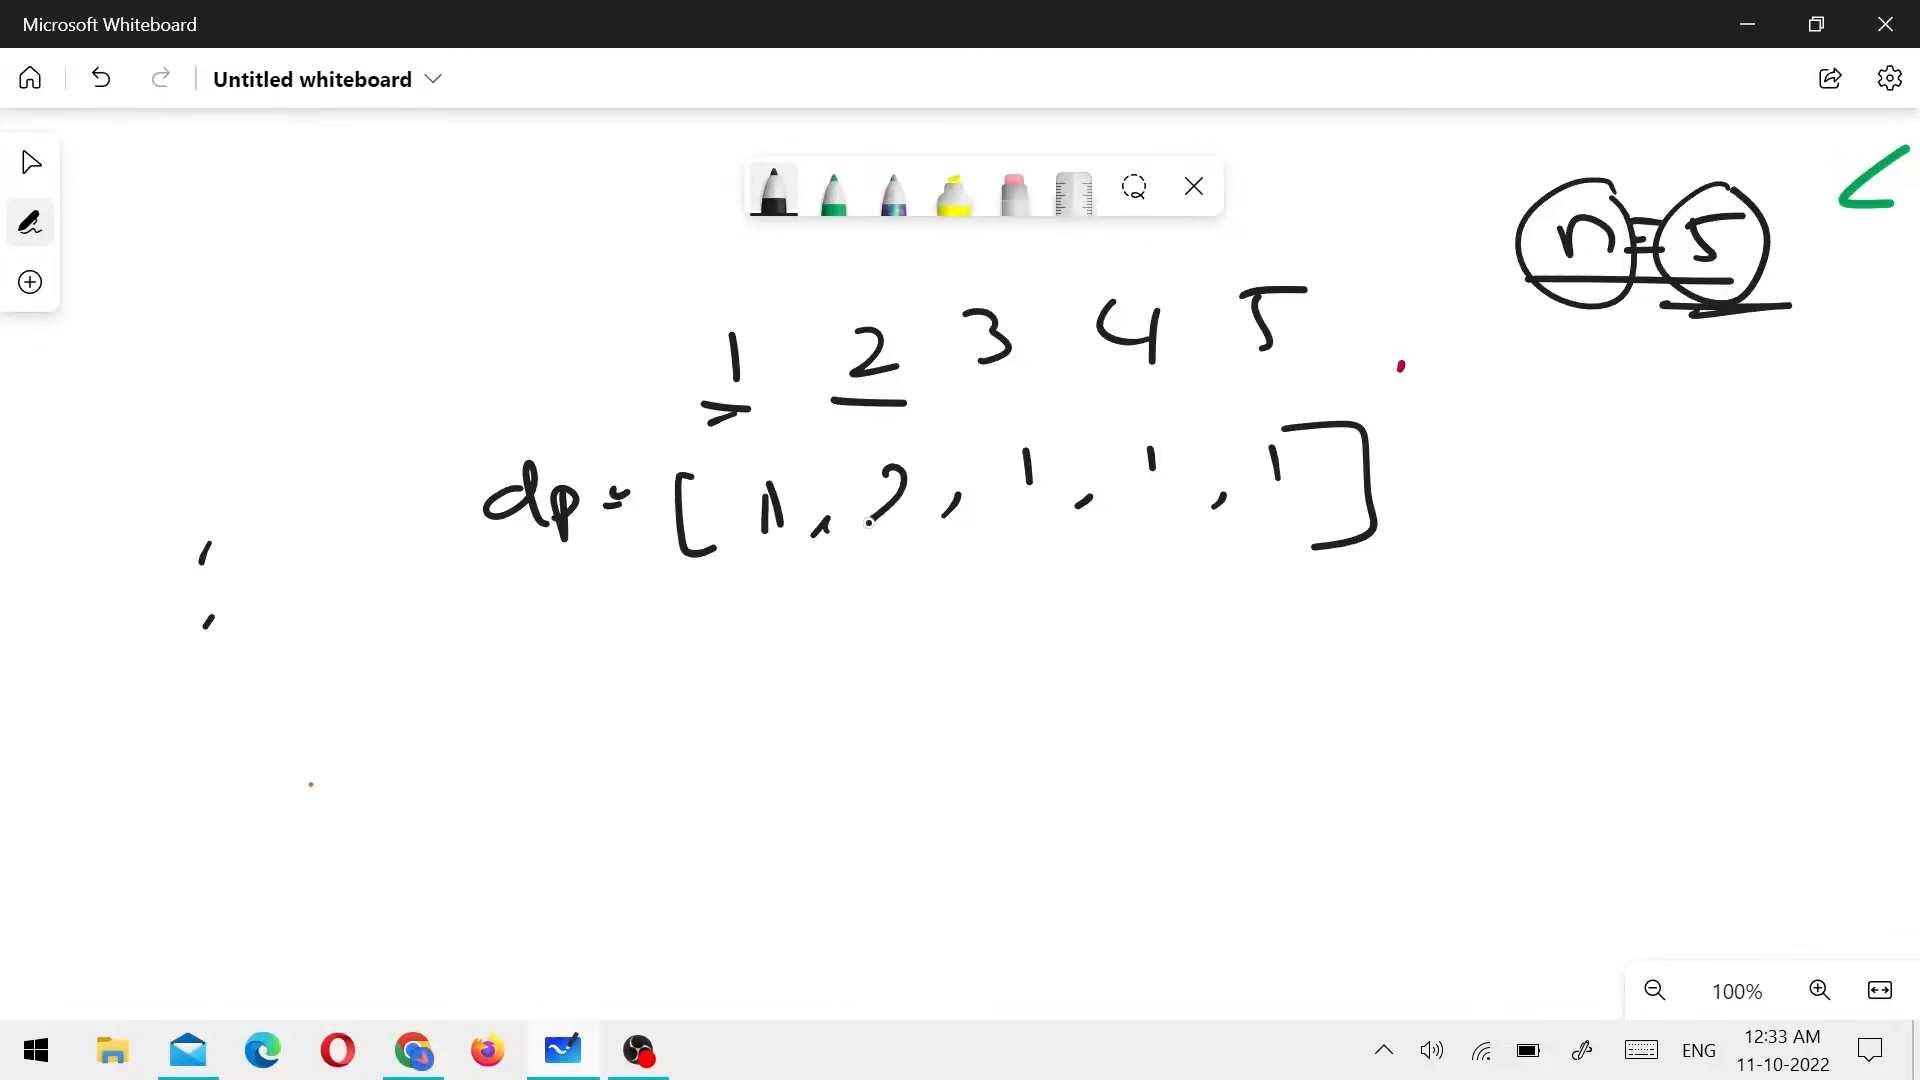 Microsoft Whiteboard
Untitled whiteboard
n = 5
1 2 3 4 5
dp = [ 1, 2, 1, 1, 1 ]
100%
ENG
12:33 AM
11-10-2022